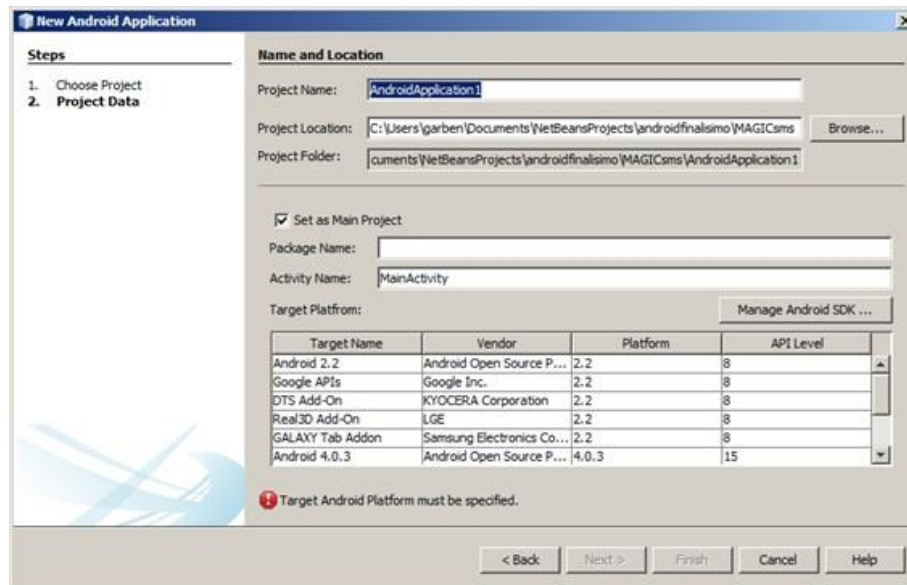 New Android Application
Steps
1. Choose Project
2. Project Data
Name and Location
Project Name: AndroidApplication1
Project Location: C:\Users\garben\Documents\NetBeansProjects\androidfinalisimo\MAGICsms Browse...
Project Folder: cuments\NetBeansProjects\androidfinalisimo\MAGICsms\AndroidApplication1
Set as Main Project
Package Name:
Activity Name: MainActivity
Target Platfrom: Manage Android SDK ...
Target Name Vendor Platform API Level
Android 2.2 Android Open Source P... 2.2 8
Google APIs Google Inc. 2.2 8
DTS Add-On KYOCERA Corporation 2.2 8
Real3D Add-On LGE 2.2 8
GALAXY Tab Addon Samsung Electronics Co... 2.2 8
Android 4.0.3 Android Open Source P... 4.0.3 15
Target Android Platform must be specified.
< Back Next > Finish Cancel Help